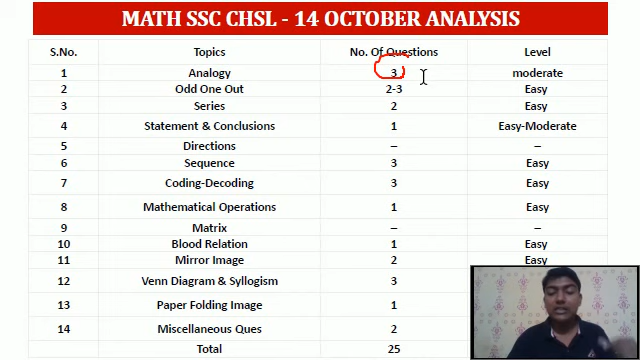 MATH SSC CHSL - 14 OCTOBER ANALYSIS
S.No. Topics No. Of Questions Level
1 Analogy 3 moderate
2 Odd One Out 2-3 Easy
3 Series 2 Easy
4 Statement & Conclusions 1 Easy-Moderate
5 Directions – –
6 Sequence 3 Easy
7 Coding-Decoding 3 Easy
8 Mathematical Operations 1 Easy
9 Matrix – –
10 Blood Relation 1 Easy
11 Mirror Image 2 Easy
12 Venn Diagram & Syllogism 3
13 Paper Folding Image 1
14 Miscellaneous Ques 2
Total 25